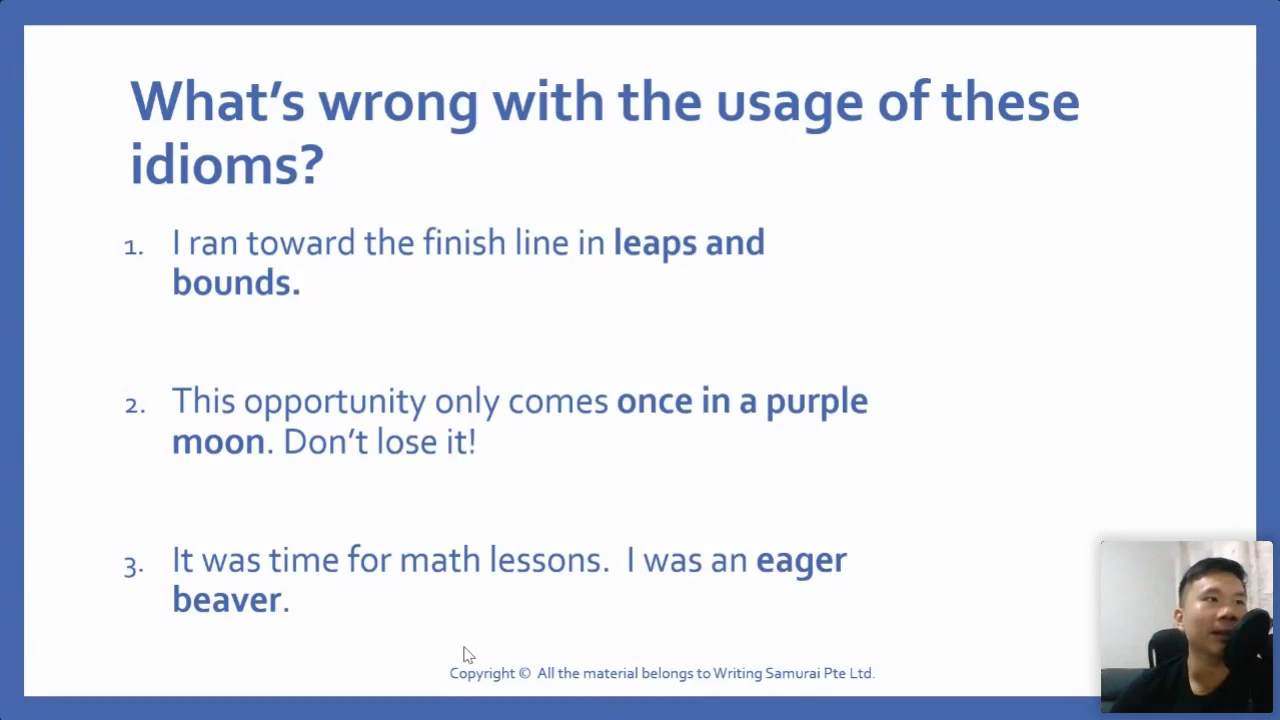 What’s wrong with the usage of these
idioms?
1. I ran toward the finish line in leaps and
bounds.
2. This opportunity only comes once in a purple
moon. Don’t lose it!
3. It was time for math lessons.  I was an eager
beaver.
Copyright ©  All the material belongs to Writing Samurai Pte Ltd.